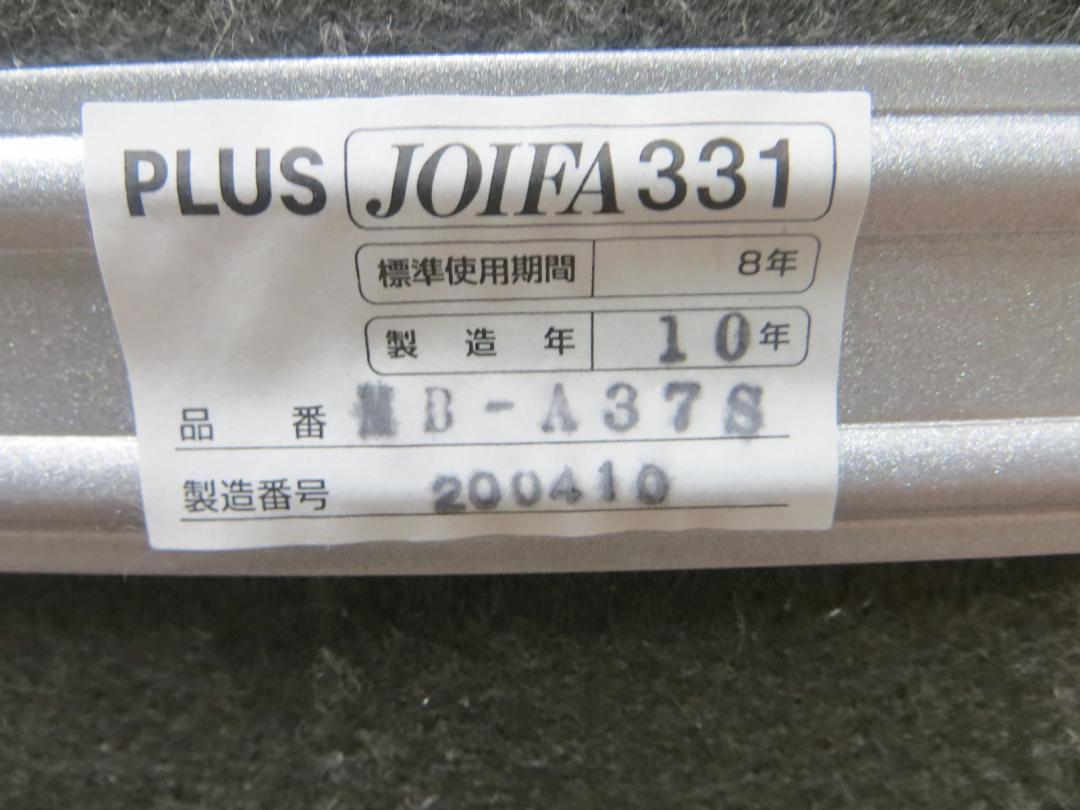 PLUS JOIFA 331
標準使用期間 8年
製造年 10年
品番 MB-A37S
製造番号 200410